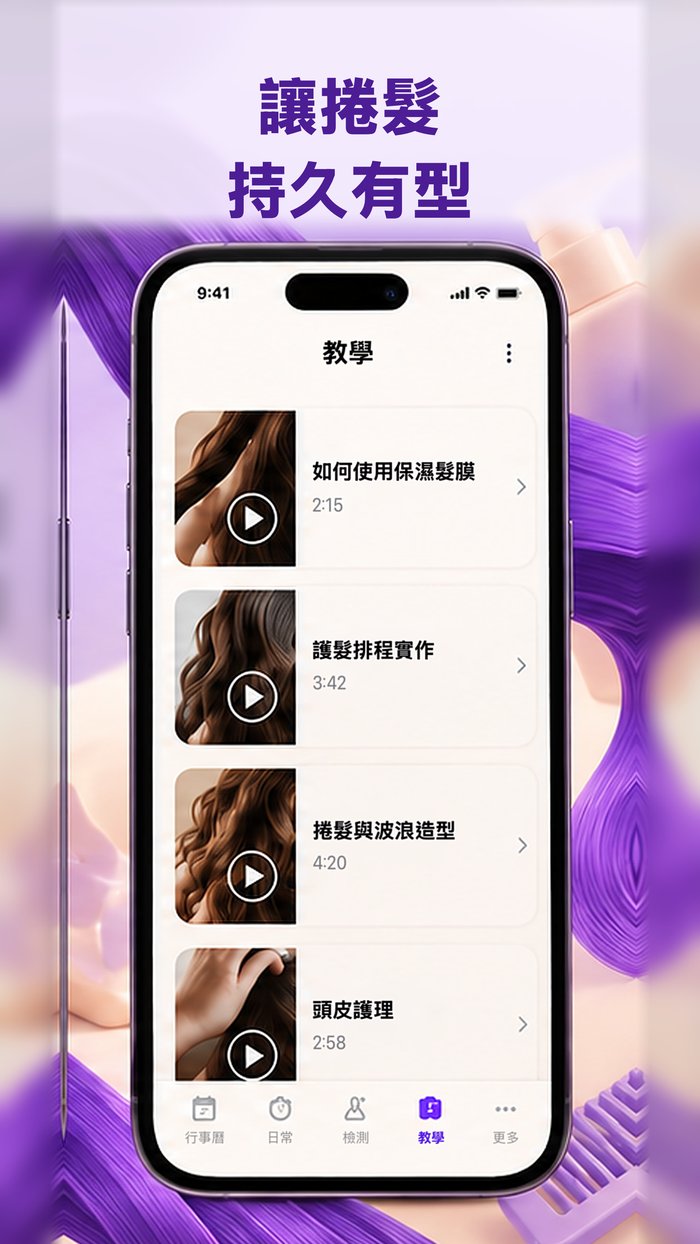 讓捲髮
持久有型
9:41
教學
如何使用保濕髮膜
2:15
護髮排程實作
3:42
捲髮與波浪造型
4:20
頭皮護理
2:58
行事曆
日常
檢測
教學
更多